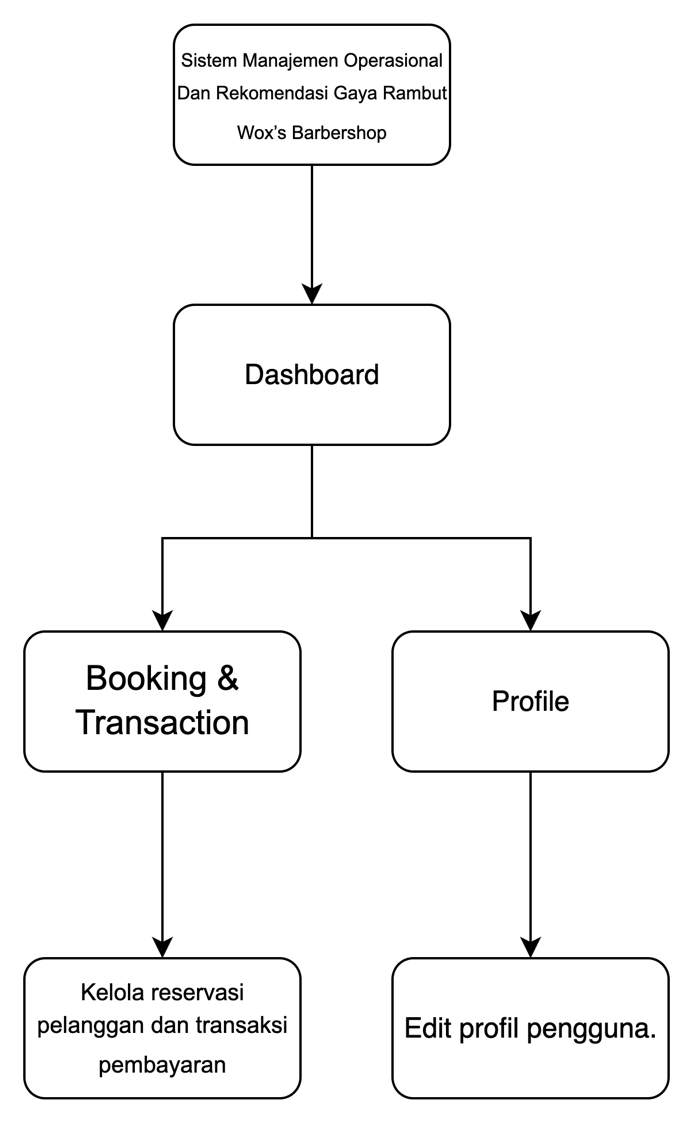 Sistem Manajemen Operasional
Dan Rekomendasi Gaya Rambut
Wox's Barbershop
Dashboard
Booking &
Transaction
Profile
Kelola reservasi
pelanggan dan transaksi
pembayaran
Edit profil pengguna.